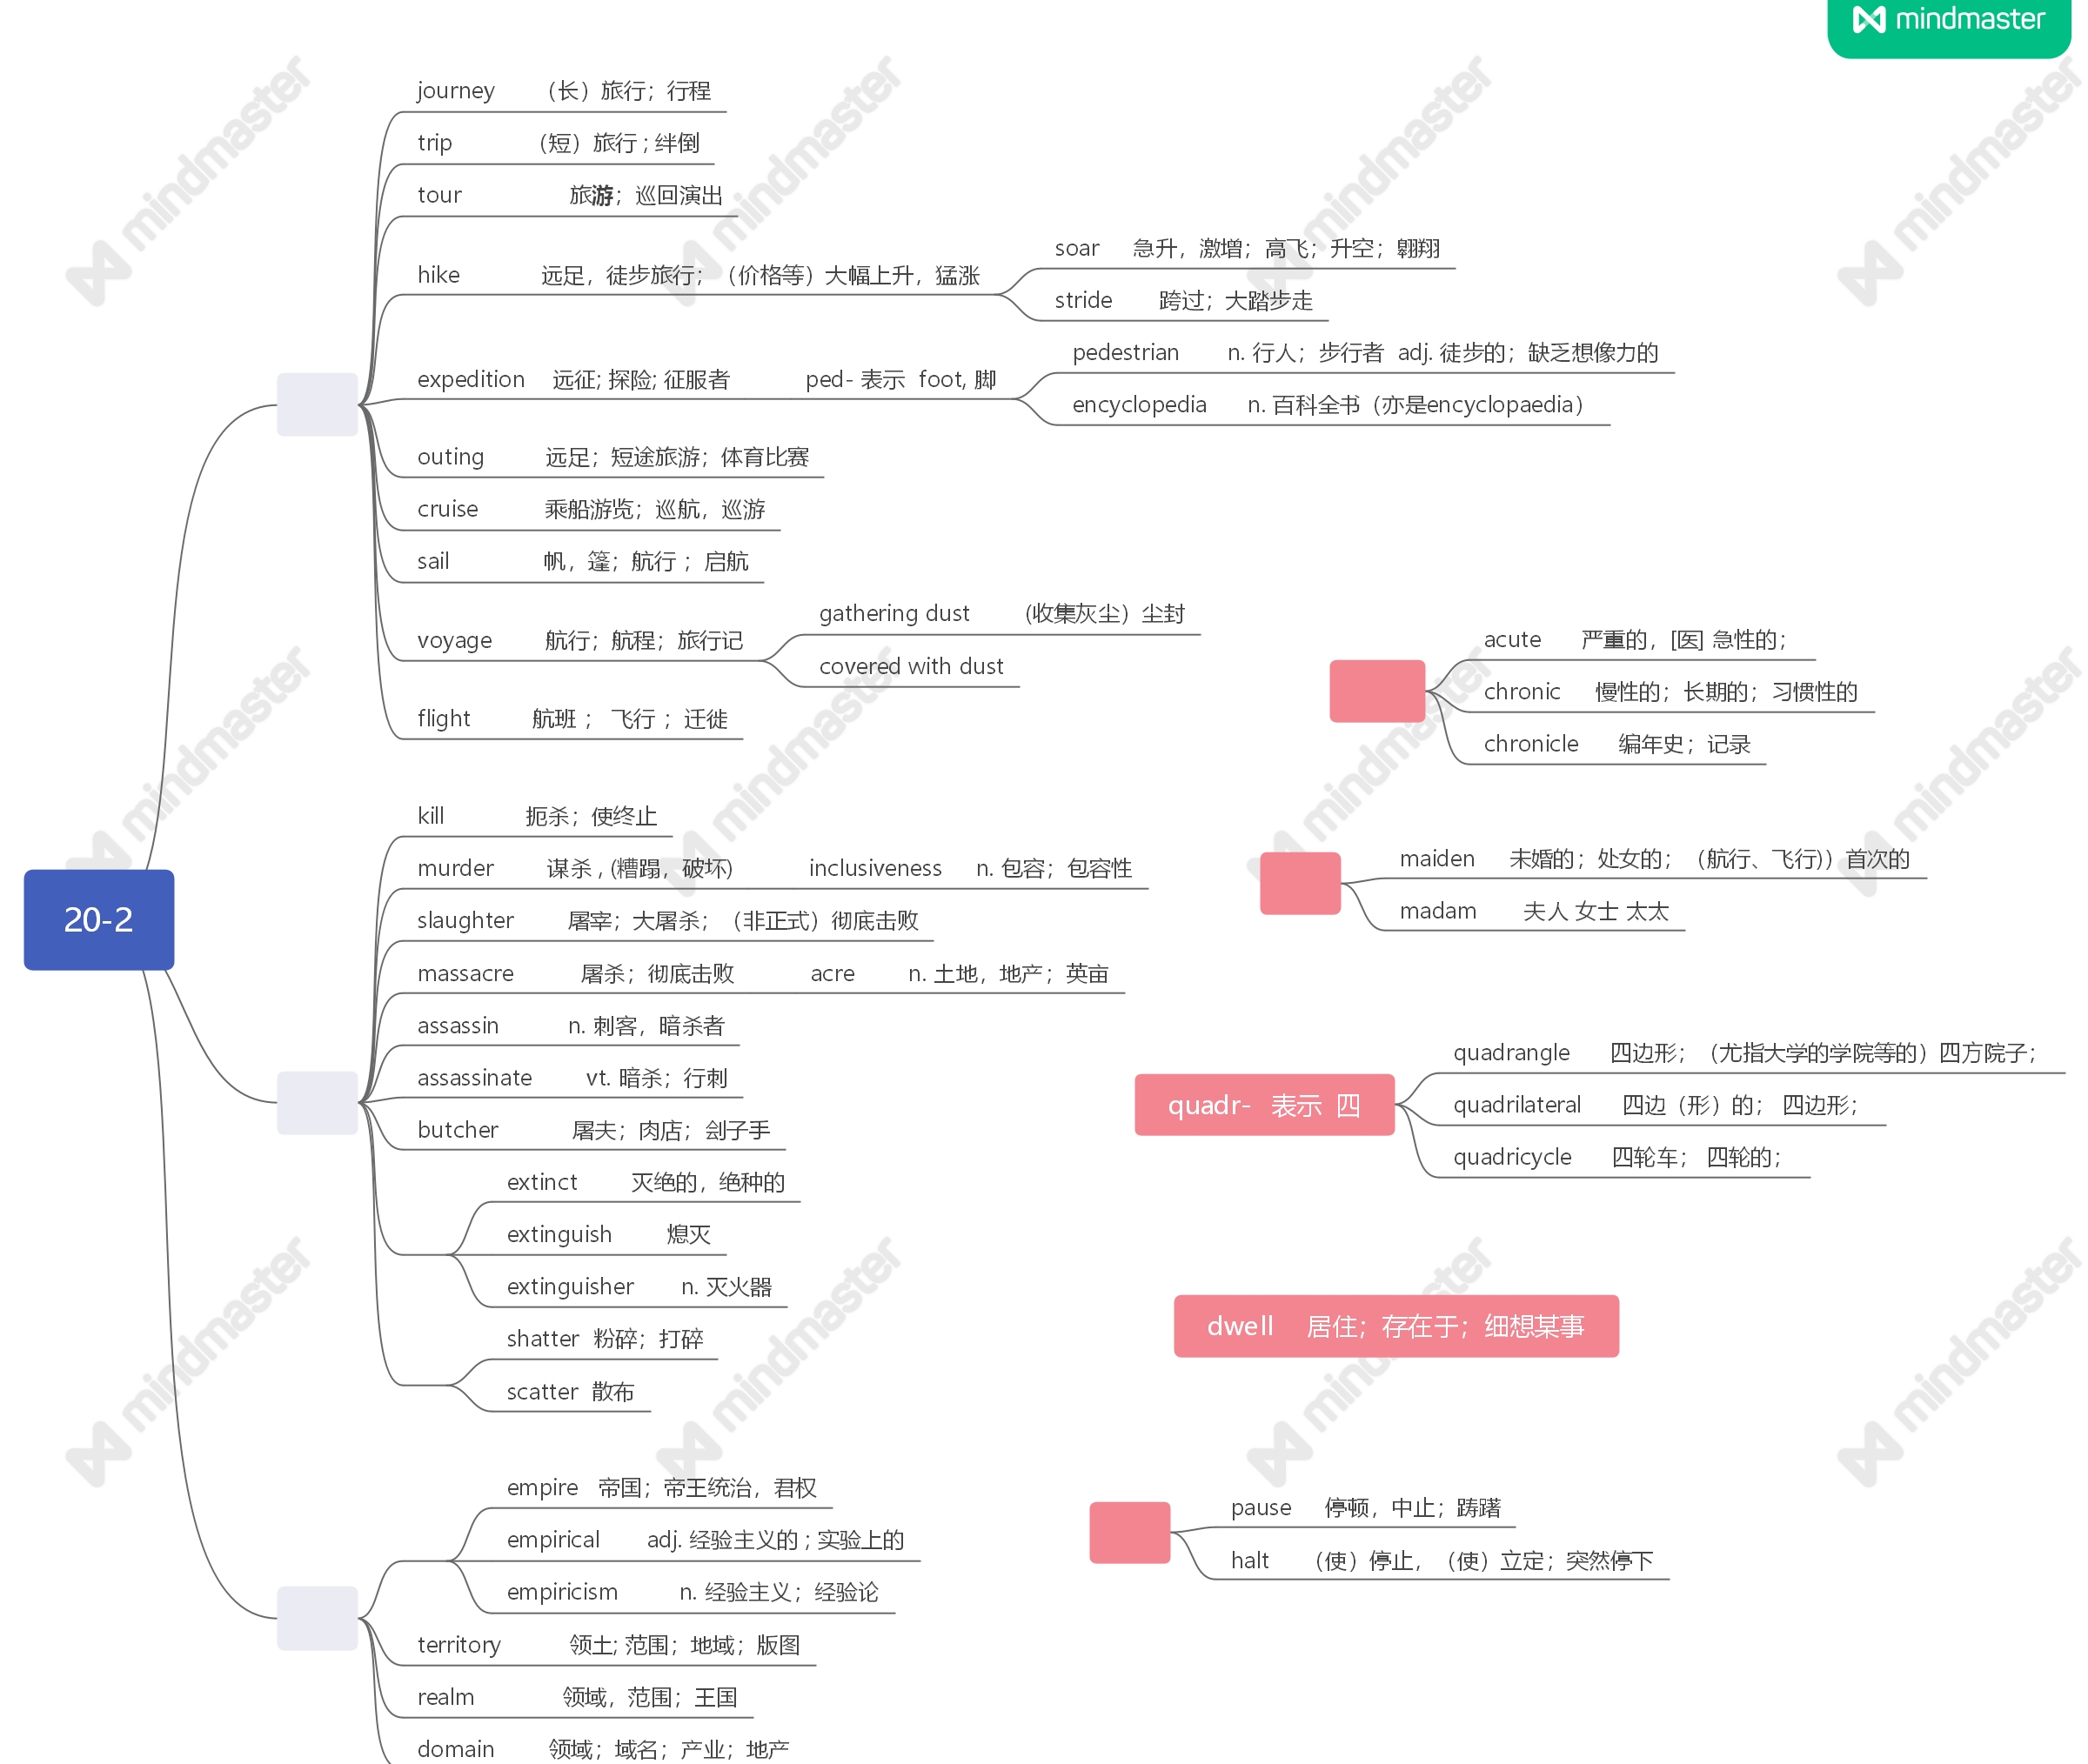 mindmaster
journey （长）旅行；行程
trip （短）旅行 ; 绊倒
tour 旅游；巡回演出
hike 远足，徒步旅行；（价格等）大幅上升，猛涨
soar 急升，激增；高飞；升空；翱翔
stride 跨过；大踏步走
expedition 远征; 探险; 征服者 ped- 表示 foot, 脚
pedestrian n. 行人；步行者 adj. 徒步的；缺乏想像力的
encyclopedia n. 百科全书（亦是encyclopaedia）
outing 远足；短途旅游；体育比赛
cruise 乘船游览；巡航，巡游
sail 帆，篷；航行 ；启航
voyage 航行；航程；旅行记
gathering dust (收集灰尘）尘封
covered with dust
flight 航班 ； 飞行 ；迁徙
20-2
kill 扼杀；使终止
murder 谋杀 , (糟蹋，破坏) inclusiveness n. 包容；包容性
slaughter 屠宰；大屠杀；（非正式）彻底击败
massacre 屠杀；彻底击败 acre n. 土地，地产；英亩
assassin n. 刺客，暗杀者
assassinate vt. 暗杀；行刺
butcher 屠夫；肉店；刽子手
extinct 灭绝的，绝种的
extinguish 熄灭
extinguisher n. 灭火器
shatter 粉碎；打碎
scatter 散布
empire 帝国；帝王统治，君权
empirical adj. 经验主义的 ; 实验上的
empiricism n. 经验主义；经验论
territory 领土; 范围；地域；版图
realm 领域，范围；王国
domain 领域；域名；产业；地产
acute 严重的，[医] 急性的；
chronic 慢性的；长期的；习惯性的
chronicle 编年史；记录
maiden 未婚的；处女的；（航行、飞行)）首次的
madam 夫人 女士 太太
quadr- 表示 四
quadrangle 四边形；（尤指大学的学院等的）四方院子；
quadrilateral 四边（形）的； 四边形；
quadricycle 四轮车； 四轮的；
dwell 居住；存在于；细想某事
pause 停顿，中止；踌躇
halt （使）停止，（使）立定；突然停下